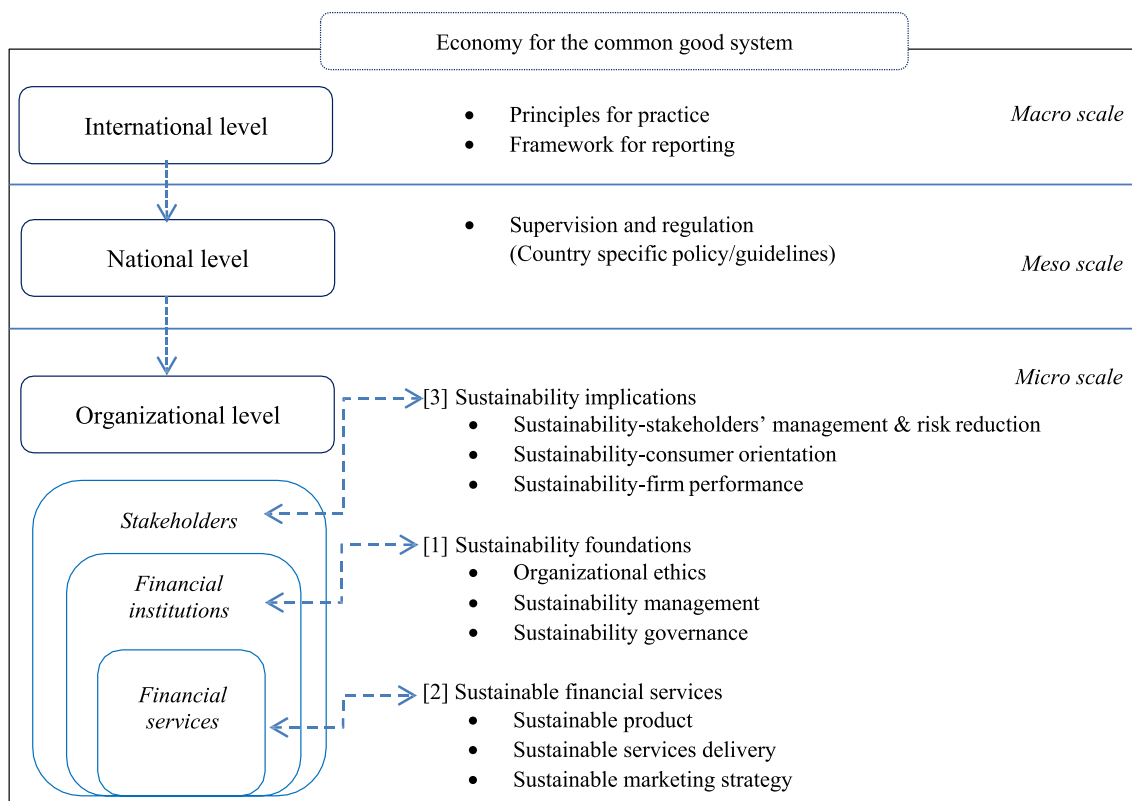 Economy for the common good system
International level
• Principles for practice
• Framework for reporting
Macro scale
National level
• Supervision and regulation
(Country specific policy/guidelines)
Meso scale
Organizational level
Micro scale
[3] Sustainability implications
• Sustainability-stakeholders’ management & risk reduction
• Sustainability-consumer orientation
• Sustainability-firm performance
Stakeholders
[1] Sustainability foundations
• Organizational ethics
• Sustainability management
• Sustainability governance
Financial
institutions
[2] Sustainable financial services
• Sustainable product
• Sustainable services delivery
• Sustainable marketing strategy
Financial
services